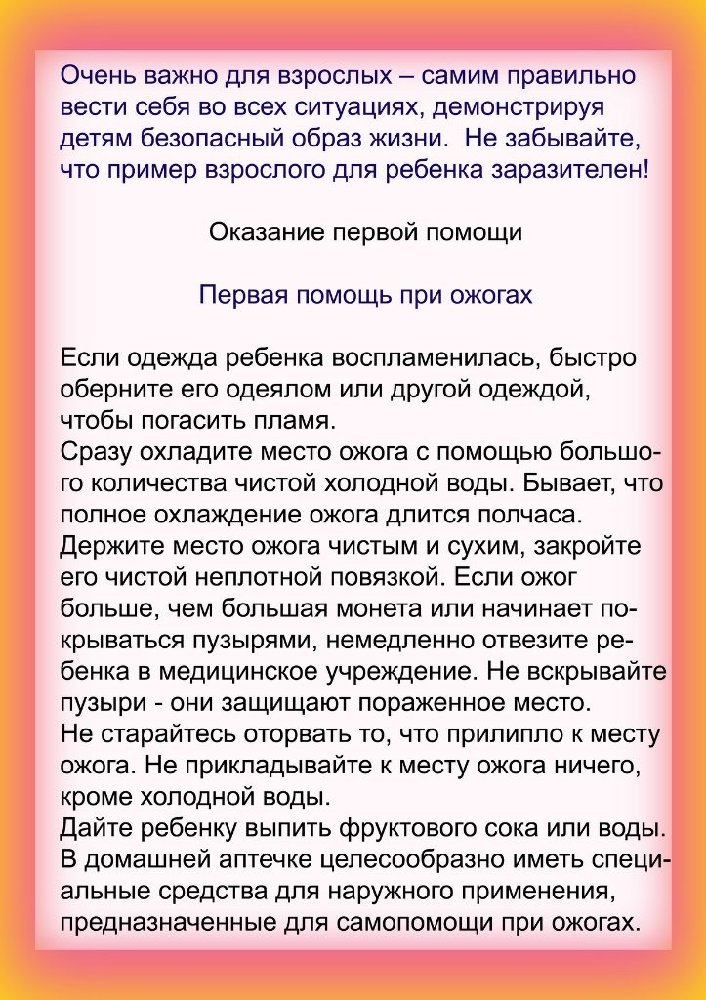 Очень важно для взрослых – самим правильно
вести себя во всех ситуациях, демонстрируя
детям безопасный образ жизни.  Не забывайте,
что пример взрослого для ребенка заразителен!
Оказание первой помощи
Первая помощь при ожогах
Если одежда ребенка воспламенилась, быстро
оберните его одеялом или другой одеждой,
чтобы погасить пламя.
Сразу охладите место ожога с помощью большо-
го количества чистой холодной воды. Бывает, что
полное охлаждение ожога длится полчаса.
Держите место ожога чистым и сухим, закройте
его чистой неплотной повязкой. Если ожог
больше, чем большая монета или начинает по-
крываться пузырями, немедленно отвезите ре-
бенка в медицинское учреждение. Не вскрывайте
пузыри - они защищают пораженное место.
Не старайтесь оторвать то, что прилипло к месту
ожога. Не прикладывайте к месту ожога ничего,
кроме холодной воды.
Дайте ребенку выпить фруктового сока или воды.
В домашней аптечке целесообразно иметь специ-
альные средства для наружного применения,
предназначенные для самопомощи при ожогах.